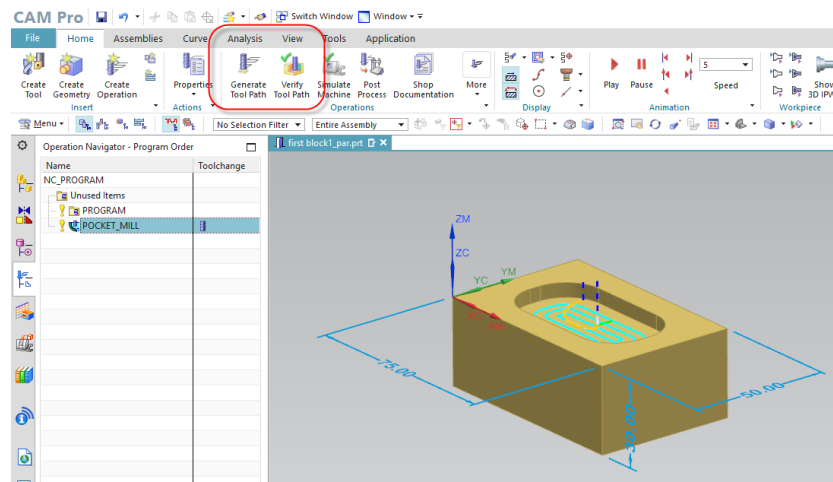 CAM Pro Switch Window Window
File Home Assemblies Curve Analysis View Tools Application
Create Tool Create Geometry Create Operation Properties Generate Tool Path Verify Tool Path Simulate Machine Post Process Shop Documentation More Play Pause 5 Speed Show 3D IPW
Insert Actions Operations Display Animation Workpiece
Menu No Selection Filter Entire Assembly
Operation Navigator - Program Order
first block1_par.prt
Name Toolchange
NC_PROGRAM
Unused Items
PROGRAM
POCKET_MILL
ZM
ZC
YC YM
75.00
50.00
30.00